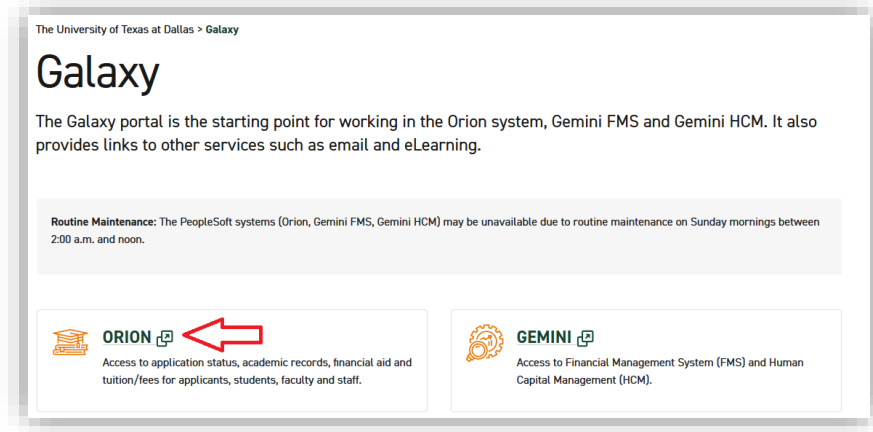 The University of Texas at Dallas > Galaxy
Galaxy
The Galaxy portal is the starting point for working in the Orion system, Gemini FMS and Gemini HCM. It also
provides links to other services such as email and eLearning.
Routine Maintenance: The PeopleSoft systems (Orion, Gemini FMS, Gemini HCM) may be unavailable due to routine maintenance on Sunday mornings between
2:00 a.m. and noon.
ORION
Access to application status, academic records, financial aid and
tuition/fees for applicants, students, faculty and staff.
GEMINI
Access to Financial Management System (FMS) and Human
Capital Management (HCM).